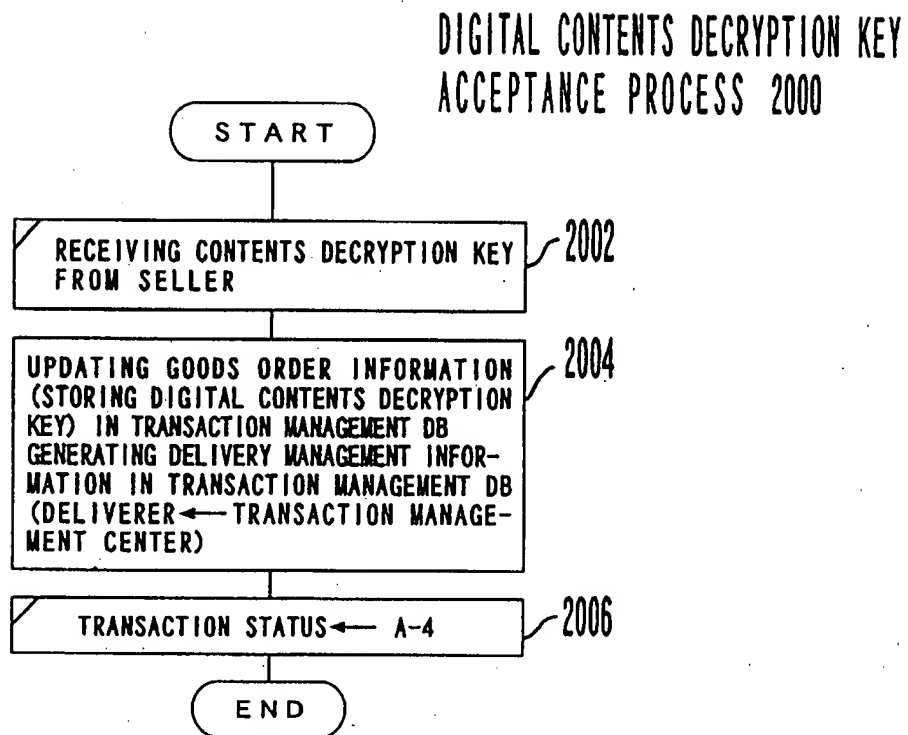 DIGITAL CONTENTS DECRYPTION KEY
ACCEPTANCE PROCESS 2000
START
RECEIVING CONTENTS DECRYPTION KEY
FROM SELLER
2002
UPDATING GOODS ORDER INFORMATION
(STORING DIGITAL CONTENTS DECRYPTION
KEY) IN TRANSACTION MANAGEMENT DB
GENERATING DELIVERY MANAGEMENT INFOR-
MATION IN TRANSACTION MANAGEMENT DB
(DELIVERER ← TRANSACTION MANAGE-
MENT CENTER)
2004
TRANSACTION STATUS ← A-4
2006
END